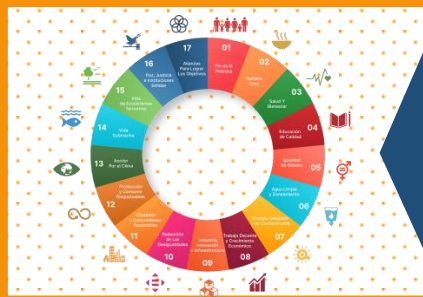 01
Fin de la
Pobreza
02
Hambre
Cero
03
Salud Y
Bienestar
04
Educación
de Calidad
05
Igualdad
de Género
06
Agua Limpia
y Saneamiento
07
Energía Asequible
y no Contaminante
08
Trabajo Decente
y Crecimiento
Económico
09
Industria
Innovación
e Infraestructura
10
Reducción
de Las
Desigualdades
11
Ciudades
y Comunidades
Sostenibles
12
Producción
y Consumo
Responsables
13
Acción
Por el Clima
14
Vida
Submarina
15
Vida
de Ecosistemas
Terrestres
16
Paz, Justicia
e Instituciones
Sólidas
17
Alianzas
Para Lograr
Los Objetivos